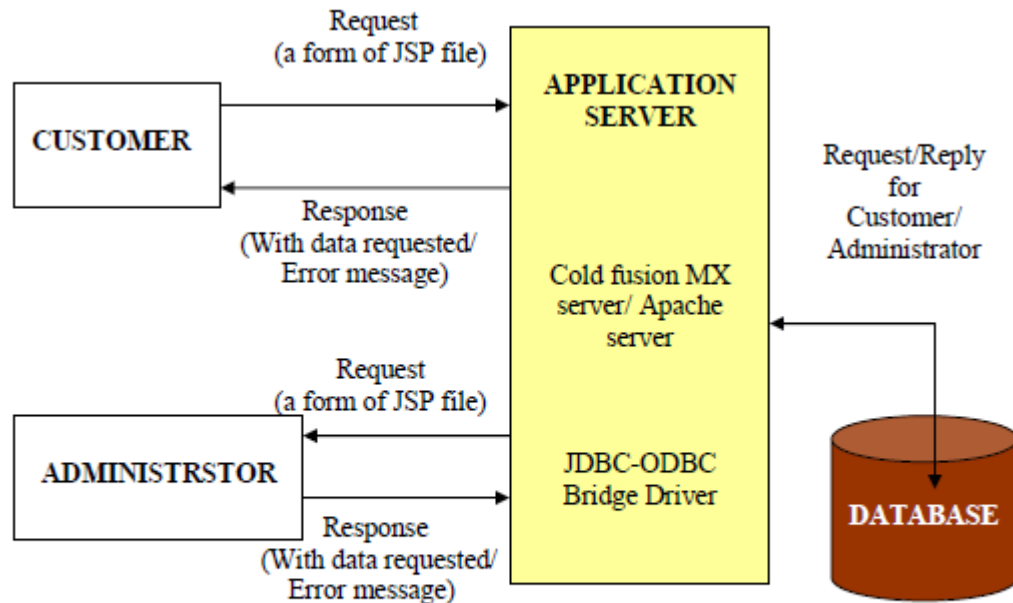 Request
(a form of JSP file)
CUSTOMER
Response
(With data requested/
Error message)
APPLICATION
SERVER
Cold fusion MX
server/ Apache
server
JDBC-ODBC
Bridge Driver
Request/Reply
for
Customer/
Administrator
Request
(a form of JSP file)
ADMINISTRSTOR
Response
(With data requested/
Error message)
DATABASE